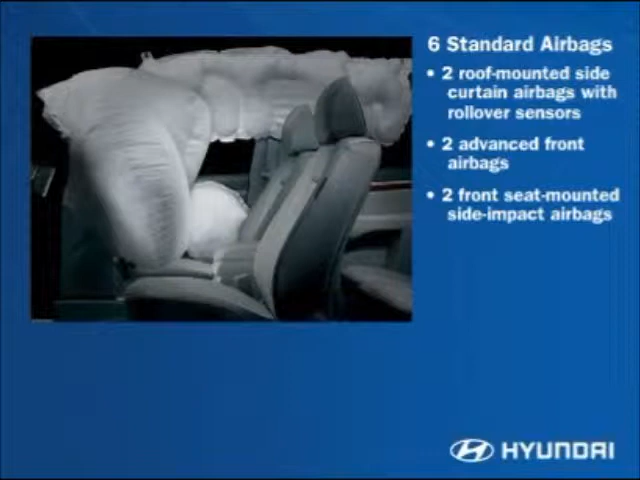 6 Standard Airbags
• 2 roof-mounted side
curtain airbags with
rollover sensors
• 2 advanced front
airbags
• 2 front seat-mounted
side-impact airbags
HYUNDAI